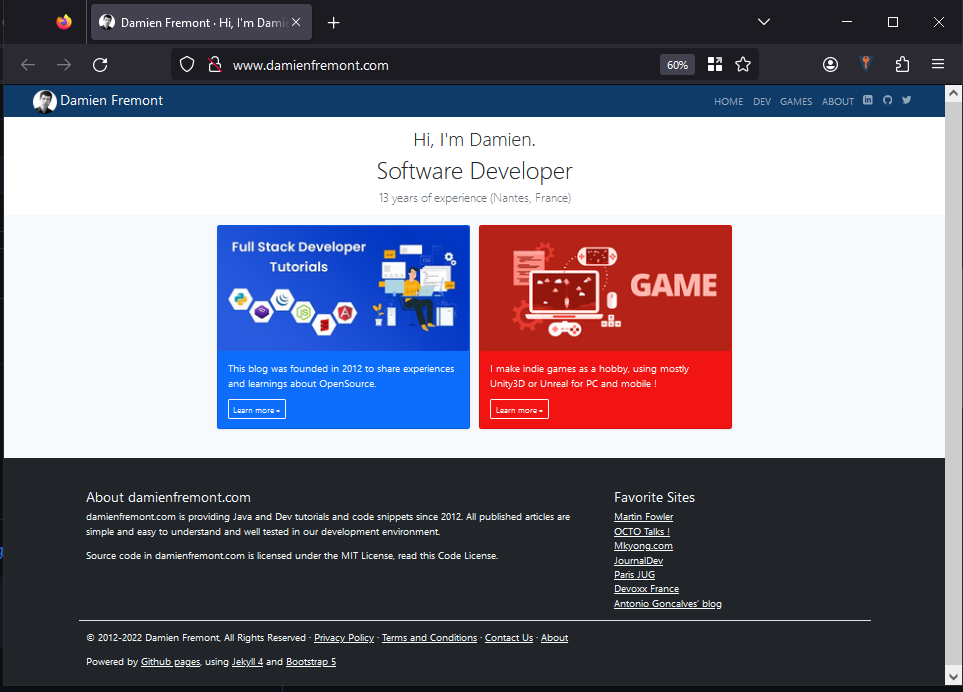 Damien Fremont · Hi, I'm Dami
www.damienfremont.com
60%
Damien Fremont
HOME DEV GAMES ABOUT
Hi, I'm Damien.
Software Developer
13 years of experience (Nantes, France)
Full Stack Developer
Tutorials
This blog was founded in 2012 to share experiences
and learnings about OpenSource.
Learn more »
GAME
I make indie games as a hobby, using mostly
Unity3D or Unreal for PC and mobile !
Learn more »
About damienfremont.com
damienfremont.com is providing Java and Dev tutorials and code snippets since 2012. All published articles are
simple and easy to understand and well tested in our development environment.
Source code in damienfremont.com is licensed under the MIT License, read this Code License.
Favorite Sites
Martin Fowler
OCTO Talks !
Mkyong.com
JournalDev
Paris JUG
Devoxx France
Antonio Goncalves' blog
© 2012-2022 Damien Fremont, All Rights Reserved · Privacy Policy · Terms and Conditions · Contact Us · About
Powered by Github pages, using Jekyll 4 and Bootstrap 5